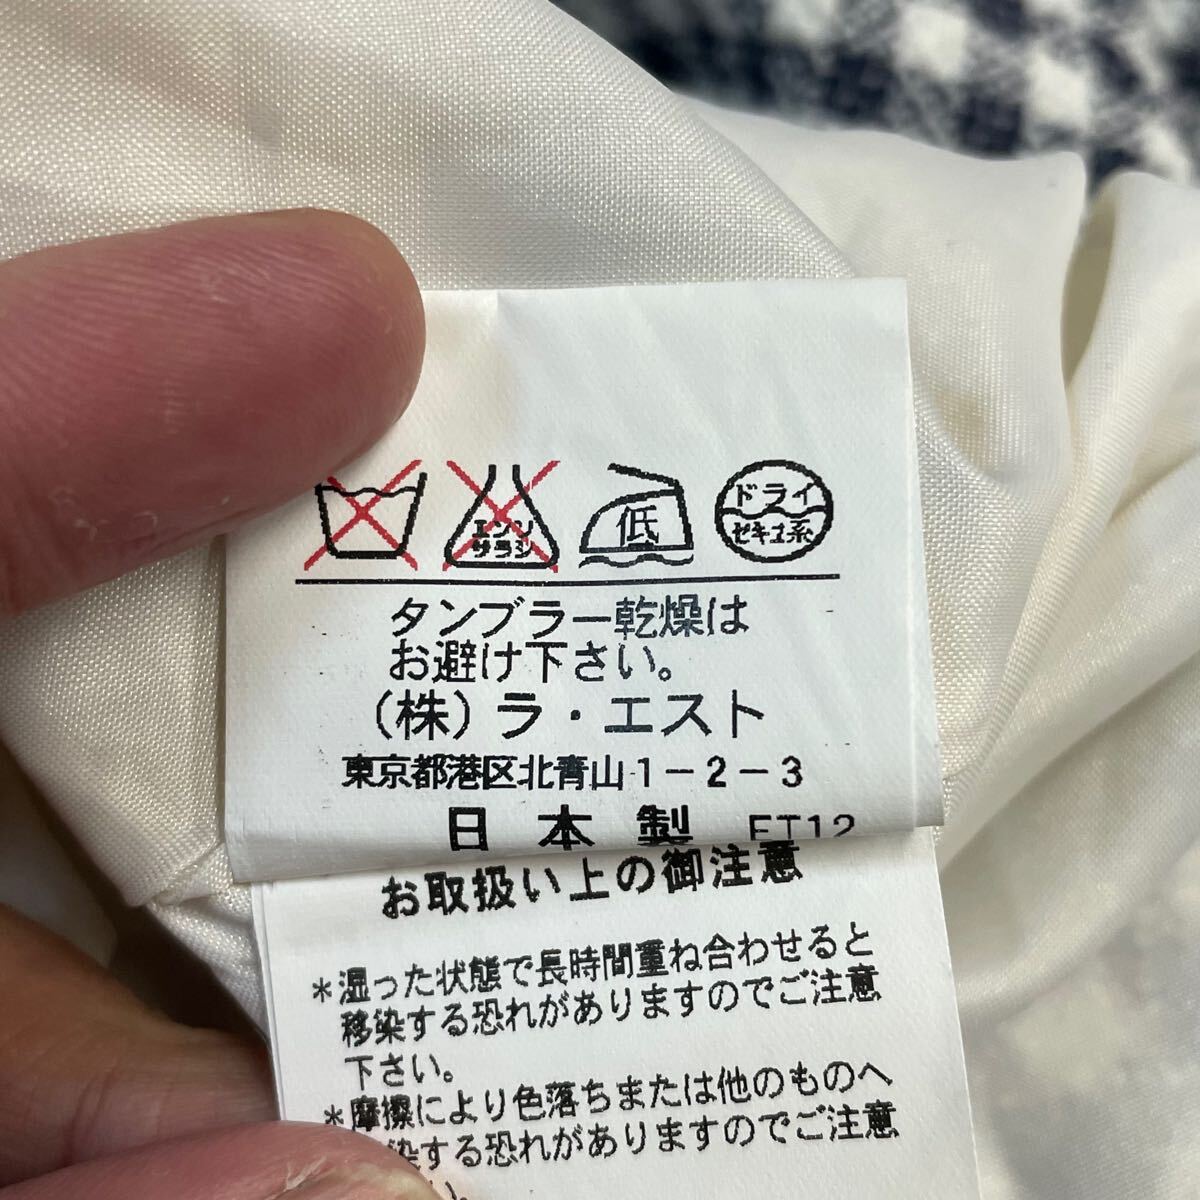 エンソ
サラシ
低
ドライ
セキユ系
タンブラー乾燥は
お避け下さい。
(株)ラ・エスト
東京都港区北青山1-2-3
日本製 FT12
お取扱い上の御注意
*湿った状態で長時間重ね合わせると
移染する恐れがありますのでご注意
下さい。
*摩擦により色落ちまたは他のものへ
染する恐れがありますのでご注意
い。